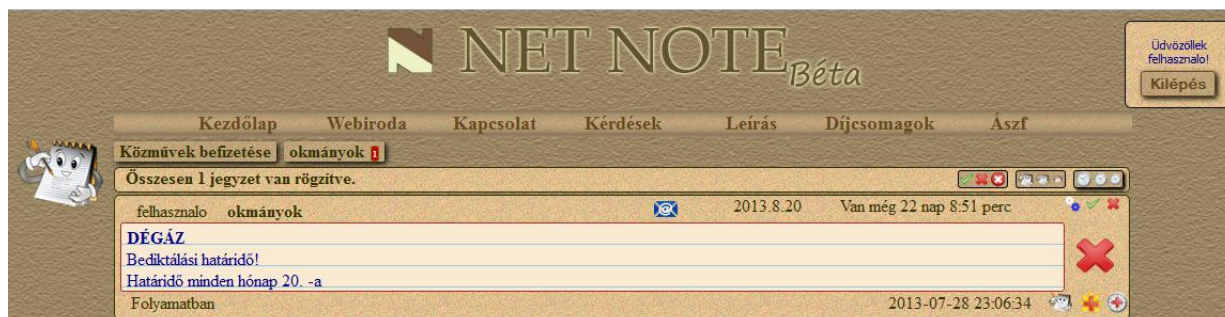 NET NOTE Béta
Üdvözöllek
felhasznalo!
Kilépés
Kezdőlap Webiroda Kapcsolat Kérdések Leírás Díjcsomagok Ászf
Közművek befizetése okmányok 1
Összesen 1 jegyzet van rögzítve.
felhasznalo okmányok 2013.8.20 Van még 22 nap 8:51 perc
DÉGÁZ
Bediktálási határidő!
Határidő minden hónap 20. -a
Folyamatban 2013-07-28 23:06:34